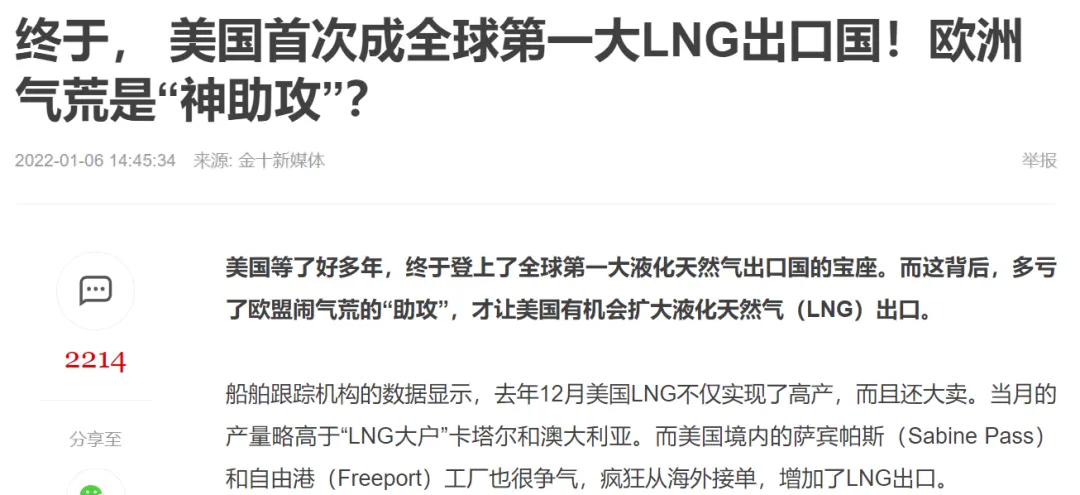 终于， 美国首次成全球第一大LNG出口国！欧洲
气荒是“神助攻”？
2022-01-06 14:45:34 来源: 金十新媒体 举报
美国等了好多年，终于登上了全球第一大液化天然气出口国的宝座。而这背后，多亏
了欧盟闹气荒的“助攻”，才让美国有机会扩大液化天然气（LNG）出口。
2214
船舶跟踪机构的数据显示，去年12月美国LNG不仅实现了高产，而且还大卖。当月的
分享至
产量略高于“LNG大户”卡塔尔和澳大利亚。而美国境内的萨宾帕斯（Sabine Pass）
和自由港（Freeport）工厂也很争气，疯狂从海外接单，增加了LNG出口。